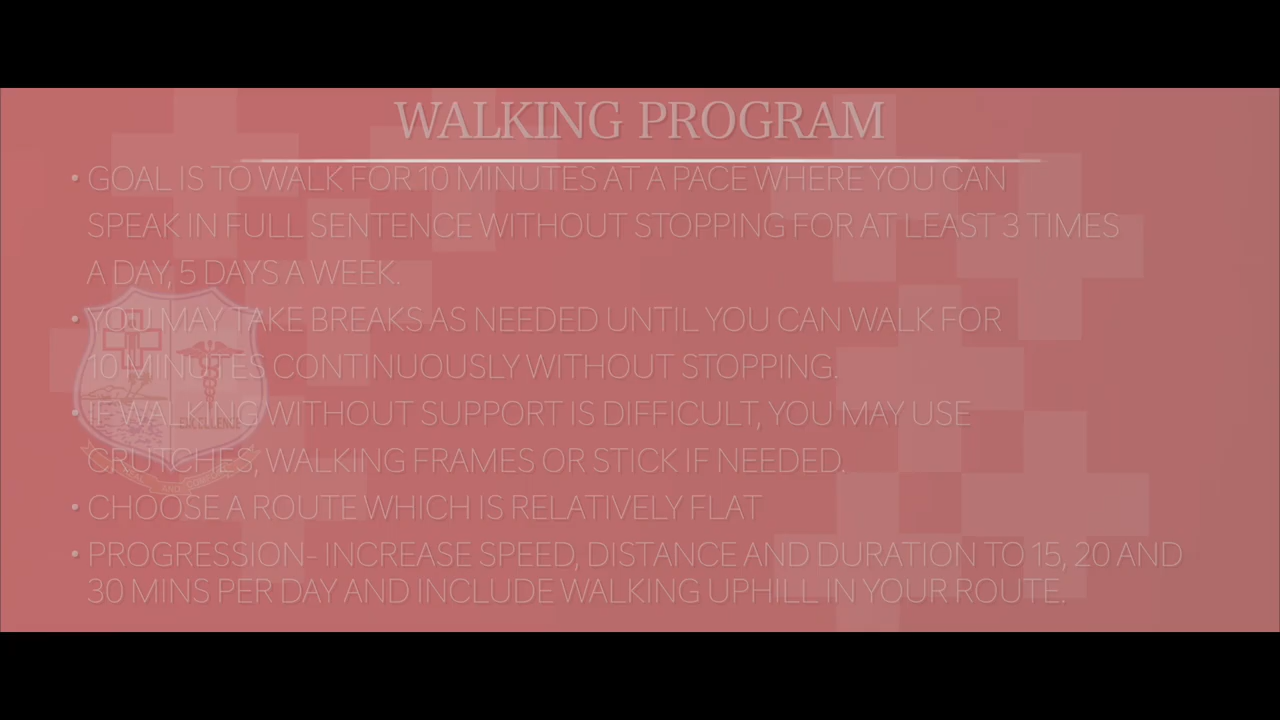 WALKING PROGRAM
• GOAL IS TO WALK FOR 10 MINUTES AT A PACE WHERE YOU CAN
SPEAK IN FULL SENTENCE WITHOUT STOPPING FOR AT LEAST 3 TIMES
A DAY, 5 DAYS A WEEK.
• YOU MAY TAKE BREAKS AS NEEDED UNTIL YOU CAN WALK FOR
10 MINUTES CONTINUOUSLY WITHOUT STOPPING.
• IF WALKING WITHOUT SUPPORT IS DIFFICULT, YOU MAY USE
CRUTCHES, WALKING FRAMES OR STICK IF NEEDED.
• CHOOSE A ROUTE WHICH IS RELATIVELY FLAT
• PROGRESSION- INCREASE SPEED, DISTANCE AND DURATION TO 15, 20 AND
30 MINS PER DAY AND INCLUDE WALKING UPHILL IN YOUR ROUTE.
EXCELLENCE
AND